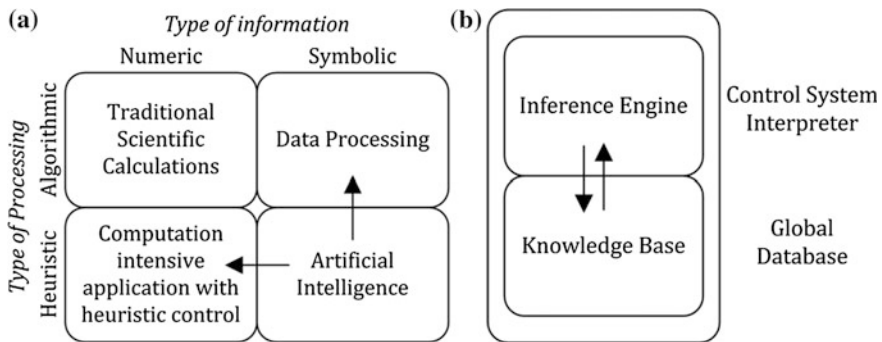 (a)
Type of information
Numeric
Symbolic
Type of Processing
Algorithmic
Heuristic
Traditional
Scientific
Calculations
Data Processing
Computation
intensive
application with
heuristic control
Artificial
Intelligence
(b)
Inference Engine
Knowledge Base
Control System
Interpreter
Global
Database